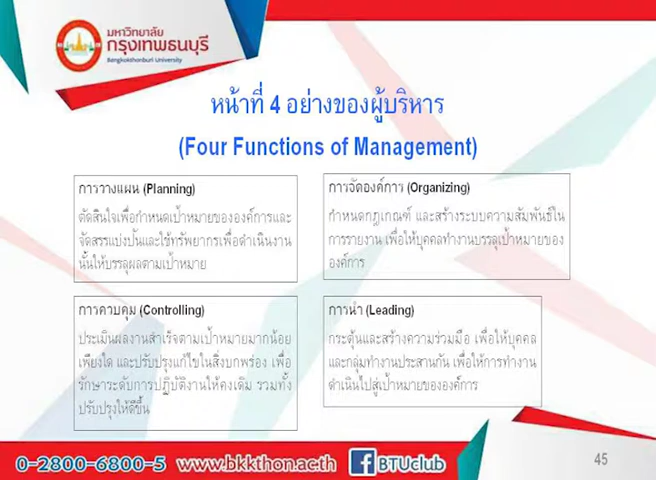 มหาวิทยาลัย
กรุงเทพธนบุรี
Bangkokthonburi University
หน้าที่ 4 อย่างของผู้บริหาร
(Four Functions of Management)
การวางแผน (Planning)
ตัดสินใจเพื่อกำหนดเป้าหมายขององค์การและ
จัดสรรแบ่งปันและใช้ทรัพยากรเพื่อดำเนินงาน
นั้นให้บรรลุผลตามเป้าหมาย
การจัดองค์การ (Organizing)
กำหนดกฎเกณฑ์ และสร้างระบบความสัมพันธ์ใน
การรายงาน เพื่อให้บุคคลทำงานบรรลุเป้าหมายของ
องค์การ
การควบคุม (Controlling)
ประเมินผลงานสำเร็จตามเป้าหมายมากน้อย
เพียงใด และปรับปรุงแก้ไขในสิ่งบกพร่อง เพื่อ
รักษาระดับการปฏิบัติงานให้คงเดิม รวมทั้ง
ปรับปรุงให้ดีขึ้น
การนำ (Leading)
กระตุ้นและสร้างความร่วมมือ เพื่อให้บุคคล
และกลุ่มทำงานประสานกัน เพื่อให้การทำงาน
ดำเนินไปสู่เป้าหมายขององค์การ
0-2800-6800-5 www.bkkthon.ac.th f BTUclub
45